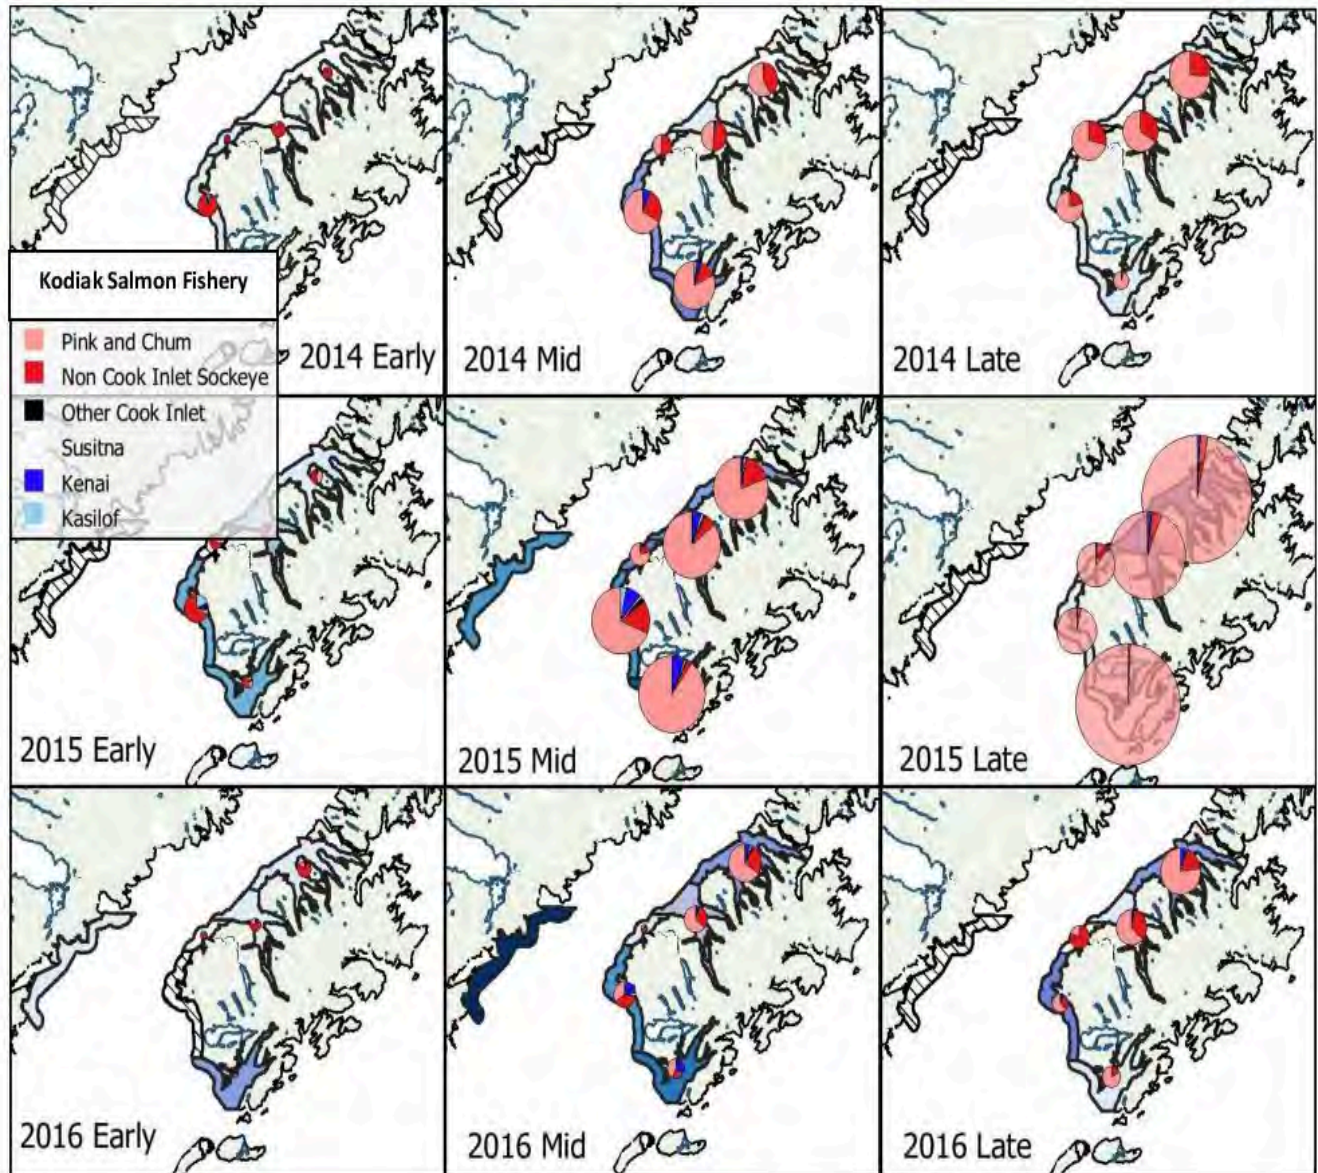 2014 Early
2014 Mid
2014 Late
Kodiak Salmon Fishery
Pink and Chum
Non Cook Inlet Sockeye
Other Cook Inlet
Susitna
Kenai
Kasilof
2015 Early
2015 Mid
2015 Late
2016 Early
2016 Mid
2016 Late